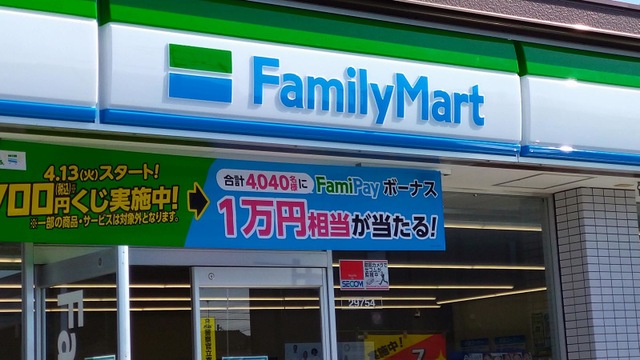 FamilyMart
4.13(火)スタート!
700円(税込)くじ実施中!
※一部の商品・サービスは対象外となります。
合計4,040名様に FamiPay ボーナス
1万円相当が当たる!
SECOM
29754